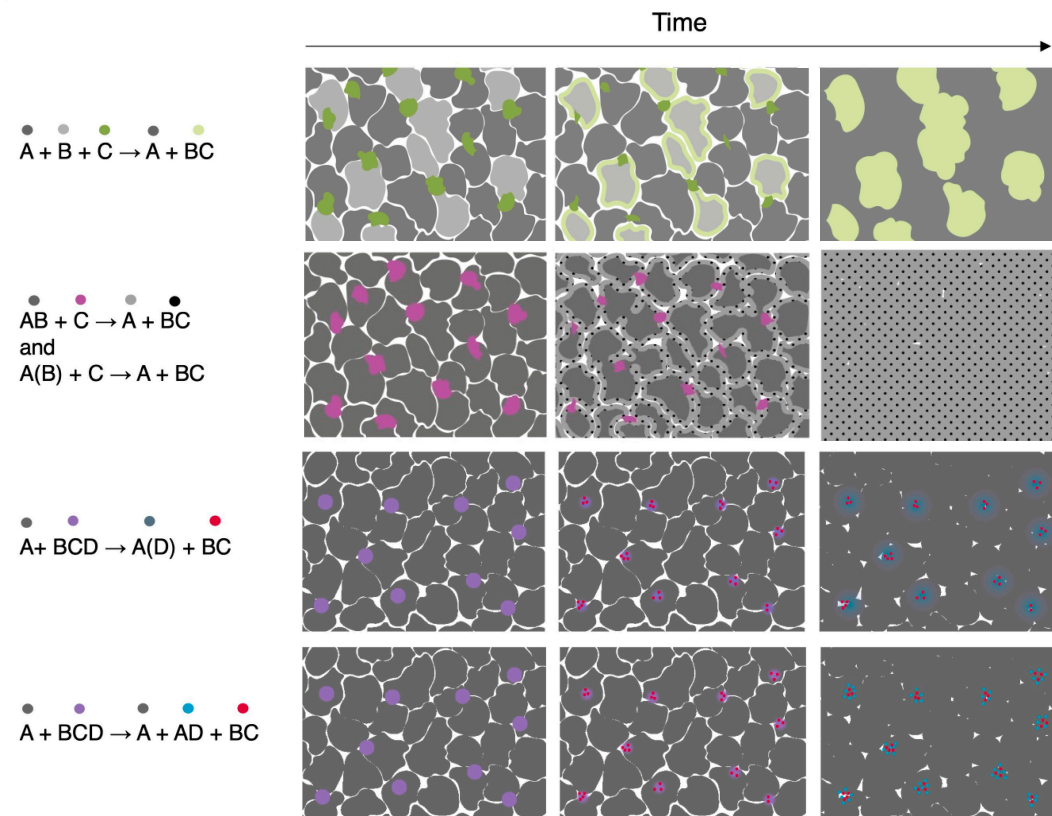 Time
A + B + C → A + BC
AB + C → A + BC
and
A(B) + C → A + BC
A+ BCD → A(D) + BC
A + BCD → A + AD + BC